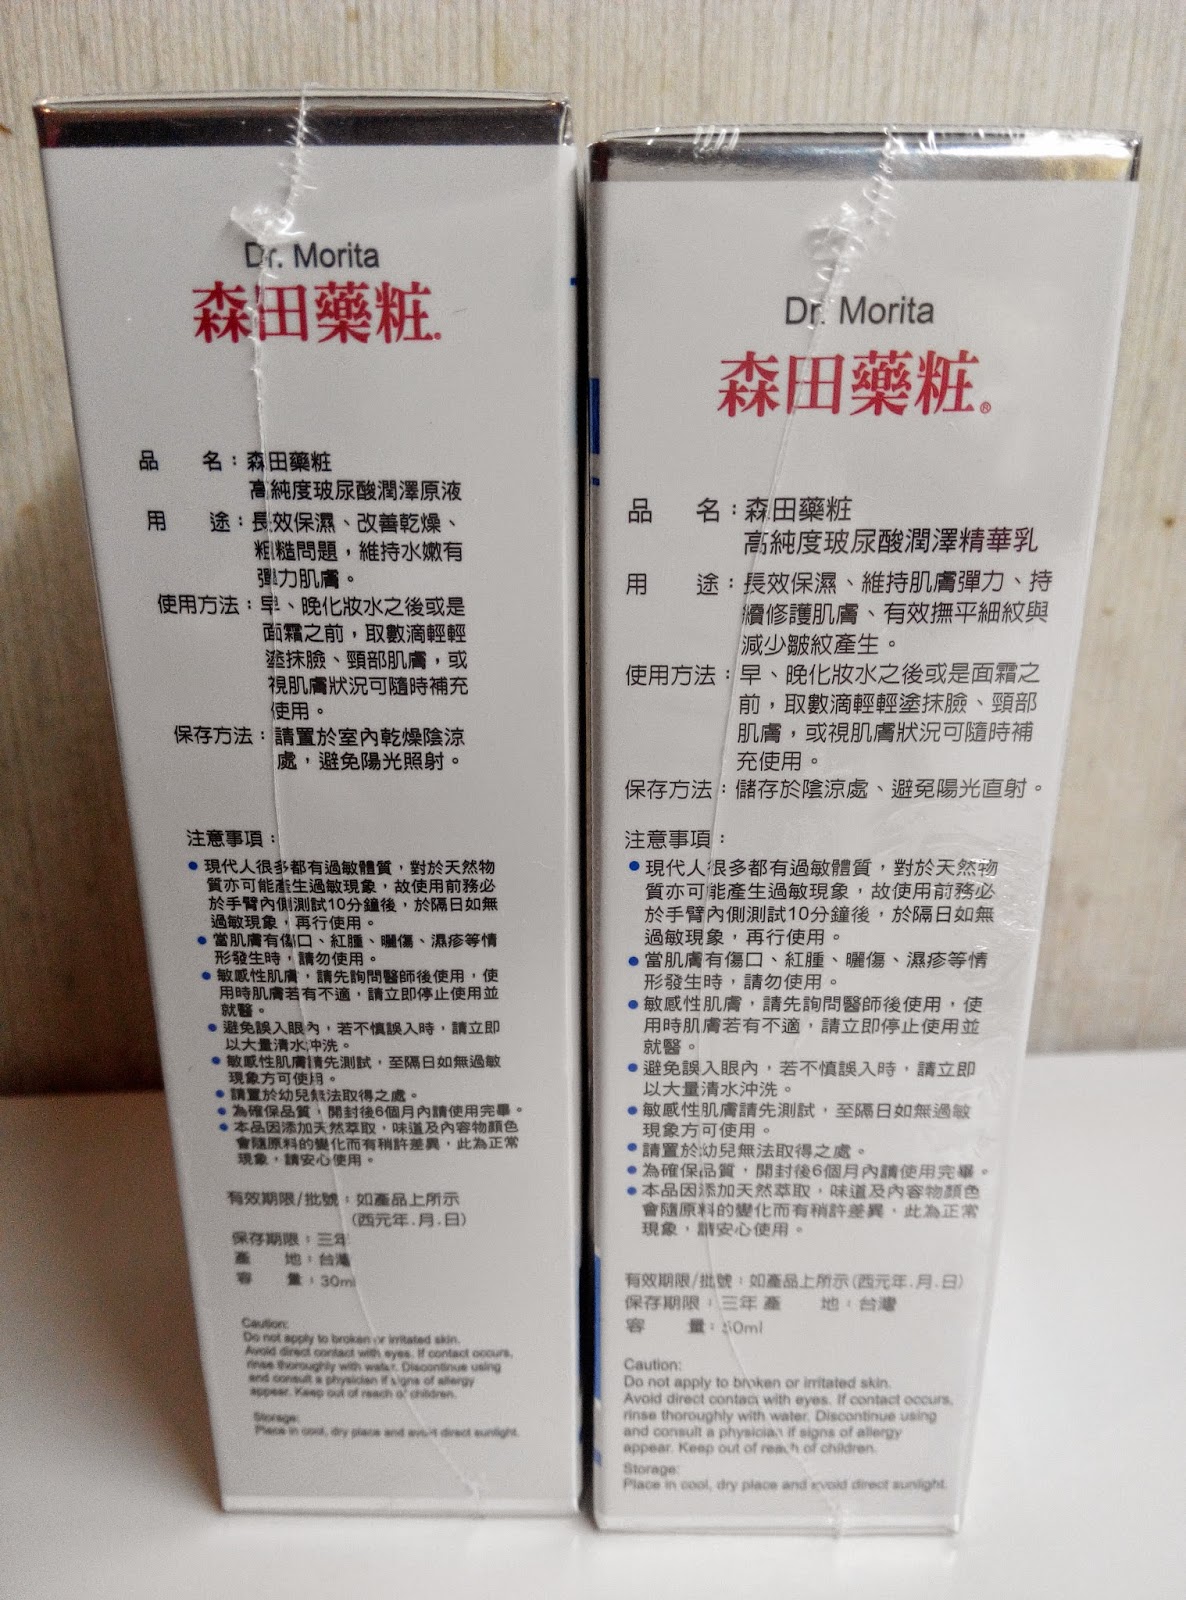 Dr. Morita
森田藥粧®
品　名：森田藥粧
高純度玻尿酸潤澤原液
用　途：長效保濕、改善乾燥、
粗糙問題，維持水嫩有
彈力肌膚。
使用方法：早、晚化妝水之後或是
面霜之前，取數滴輕輕
塗抹臉、頸部肌膚，或
視肌膚狀況可隨時補充
使用。
保存方法：請置於室內乾燥陰涼
處，避免陽光照射。
注意事項：
●現代人很多都有過敏體質，對於天然物
質亦可能產生過敏現象，故使用前務必
於手臂內側測試10分鐘後，於隔日如無
過敏現象，再行使用。
●當肌膚有傷口、紅腫、曬傷、濕疹等情
形發生時，請勿使用。
●敏感性肌膚，請先詢問醫師後使用，使
用時肌膚若有不適，請立即停止使用並
就醫。
●避免誤入眼內，若不慎誤入時，請立即
以大量清水沖洗。
●敏感性肌膚請先測試，至隔日如無過敏
現象方可使用。
●請置於幼兒無法取得之處。
●為確保品質，開封後6個月內請使用完畢。
●本品因添加天然萃取，味道及內容物顏色
會隨原料的變化而有稍許差異，此為正常
現象，請安心使用。
有效期限/批號：如產品上所示
(西元年.月.日)
保存期限：三年
產　地：台灣
容　量：30ml
Caution:
Do not apply to broken or irritated skin.
Avoid direct contact with eyes. If contact occurs,
rinse thoroughly with water. Discontinue using
and consult a physician if signs of allergy
appear. Keep out of reach of children.
Storage:
Place in cool, dry place and avoid direct sunlight.
Dr. Morita
森田藥粧®
品　名：森田藥粧
高純度玻尿酸潤澤精華乳
用　途：長效保濕、維持肌膚彈力、持
續修護肌膚、有效撫平細紋與
減少皺紋產生。
使用方法：早、晚化妝水之後或是面霜之
前，取數滴輕輕塗抹臉、頸部
肌膚，或視肌膚狀況可隨時補
充使用。
保存方法：儲存於陰涼處、避免陽光直射。
注意事項：
●現代人很多都有過敏體質，對於天然物
質亦可能產生過敏現象，故使用前務必
於手臂內側測試10分鐘後，於隔日如無
過敏現象，再行使用。
●當肌膚有傷口、紅腫、曬傷、濕疹等情
形發生時，請勿使用。
●敏感性肌膚，請先詢問醫師後使用，使
用時肌膚若有不適，請立即停止使用並
就醫。
●避免誤入眼內，若不慎誤入時，請立即
以大量清水沖洗。
●敏感性肌膚請先測試，至隔日如無過敏
現象方可使用。
●請置於幼兒無法取得之處。
●為確保品質，開封後6個月內請使用完畢。
●本品因添加天然萃取，味道及內容物顏色
會隨原料的變化而有稍許差異，此為正常
現象，請安心使用。
有效期限/批號：如產品上所示(西元年.月.日)
保存期限：三年 產　地：台灣
容　量：50ml
Caution:
Do not apply to broken or irritated skin.
Avoid direct contact with eyes. If contact occurs,
rinse thoroughly with water. Discontinue using
and consult a physician if signs of allergy
appear. Keep out of reach of children.
Storage:
Place in cool, dry place and avoid direct sunlight.